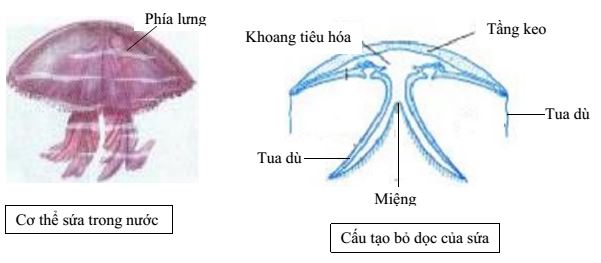 Phía lưng
Khoang tiêu hóa
Tầng keo
Tua dù
Tua dù
Miệng
Cơ thể sứa trong nước
Cấu tạo bỏ dọc của sứa